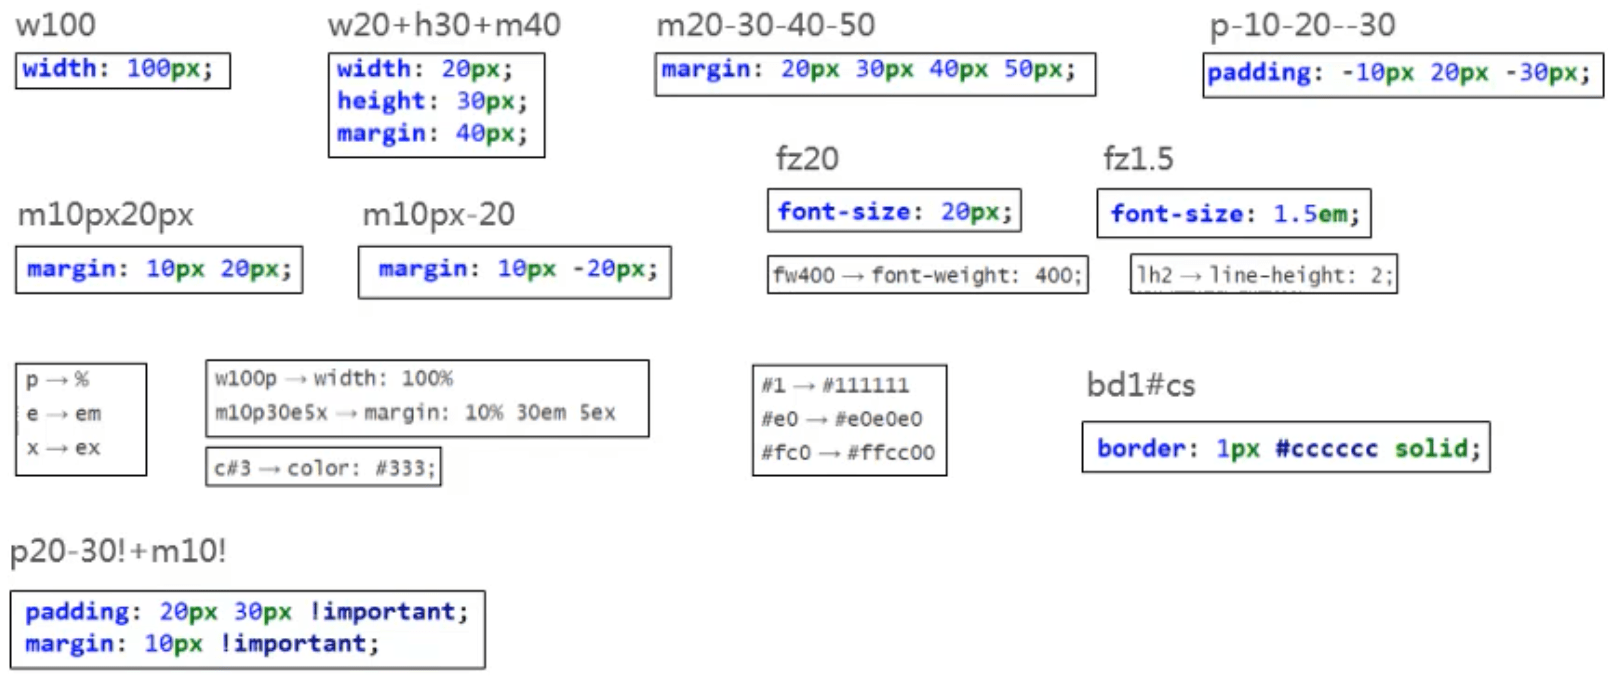 w100
width: 100px;
w20+h30+m40
width: 20px;
height: 30px;
margin: 40px;
m20-30-40-50
margin: 20px 30px 40px 50px;
p-10-20--30
padding: -10px 20px -30px;
m10px20px
margin: 10px 20px;
m10px-20
margin: 10px -20px;
fz20
font-size: 20px;
fw400 → font-weight: 400;
fz1.5
font-size: 1.5em;
lh2 → line-height: 2;
p → %
e → em
x → ex
w100p → width: 100%
m10p30e5x → margin: 10% 30em 5ex
c#3 → color: #333;
#1 → #111111
#e0 → #e0e0e0
#fc0 → #ffcc00
bd1#cs
border: 1px #cccccc solid;
p20-30!+m10!
padding: 20px 30px !important;
margin: 10px !important;